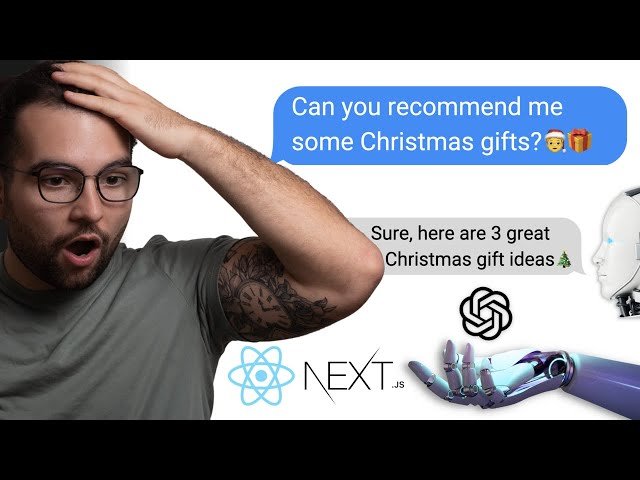 Can you recommend me
some Christmas gifts?🧑‍🎄🎁
Sure, here are 3 great
Christmas gift ideas🎄
NEXT.JS